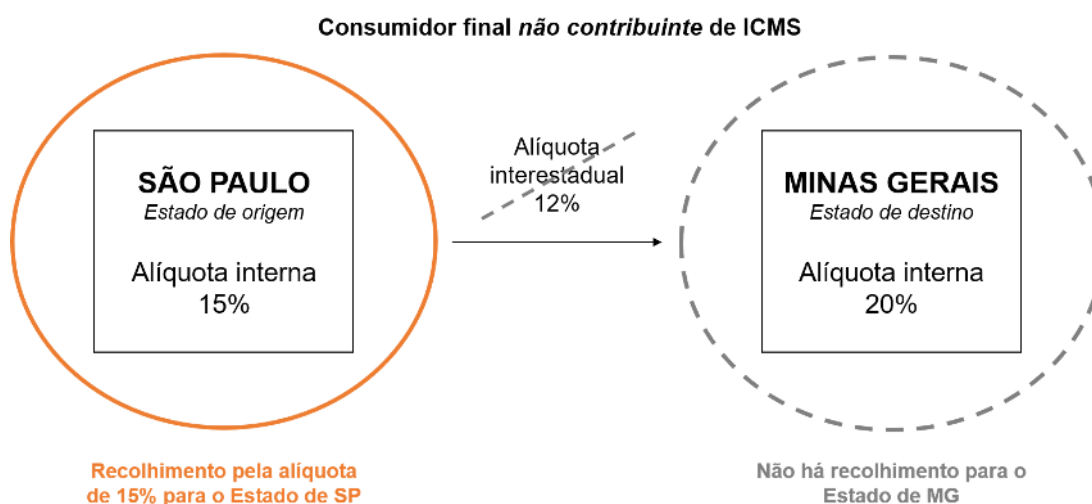 Consumidor final não contribuinte de ICMS
SÃO PAULO
Estado de origem
Alíquota interna
15%
Alíquota
interestadual
12%
MINAS GERAIS
Estado de destino
Alíquota interna
20%
Recolhimento pela alíquota
de 15% para o Estado de SP
Não há recolhimento para o
Estado de MG